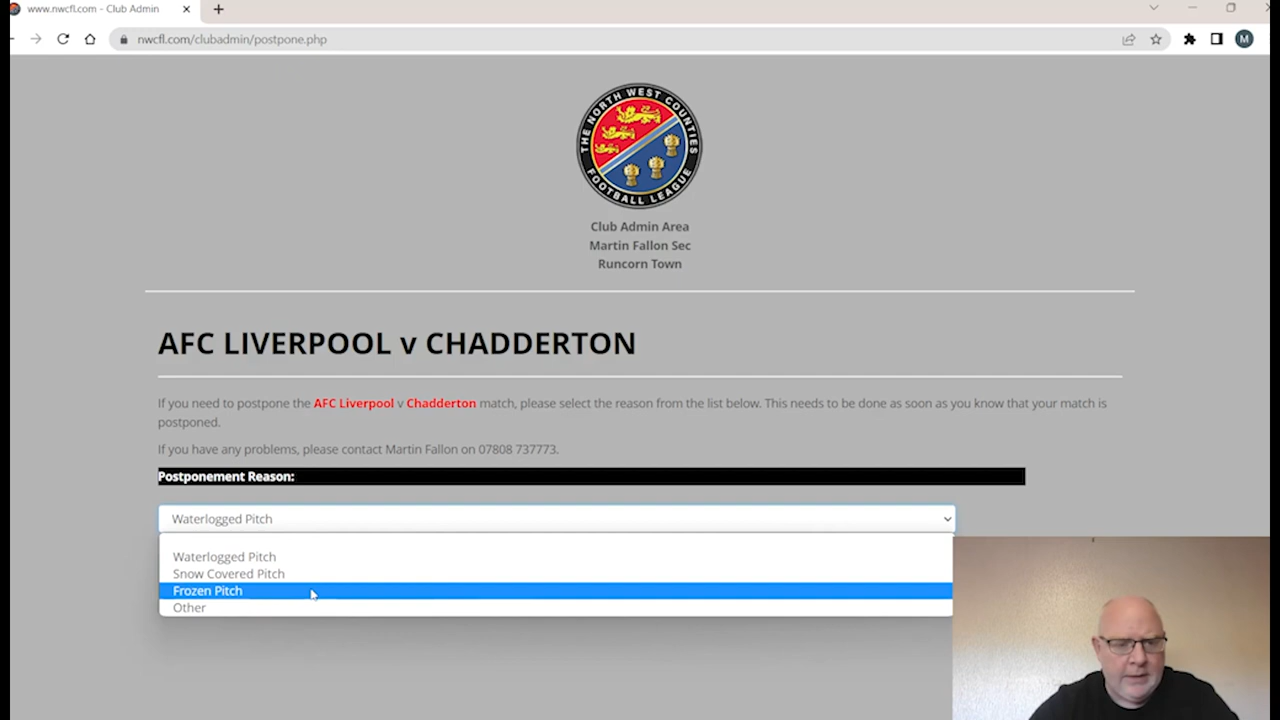 www.nwcfl.com - Club Admin
nwcfl.com/clubadmin/postpone.php
M
THE NORTH WEST COUNTIES
FOOTBALL LEAGUE
Club Admin Area
Martin Fallon Sec
Runcorn Town
AFC LIVERPOOL v CHADDERTON
If you need to postpone the AFC Liverpool v Chadderton match, please select the reason from the list below. This needs to be done as soon as you know that your match is
postponed.
If you have any problems, please contact Martin Fallon on 07808 737773.
Postponement Reason:
Waterlogged Pitch
Waterlogged Pitch
Snow Covered Pitch
Frozen Pitch
Other